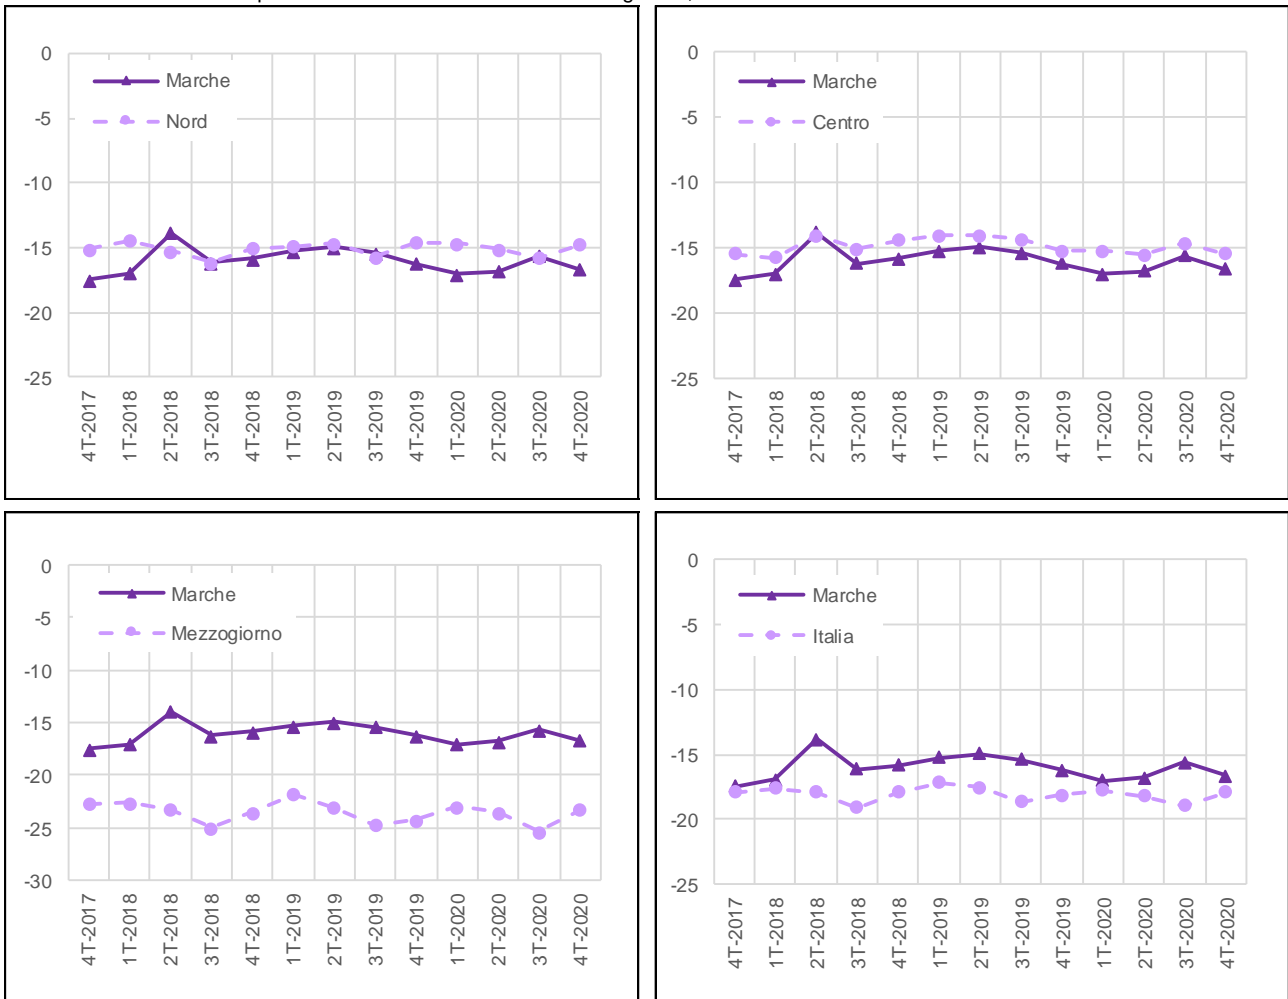 0
-5
-10
-15
-20
-25
Marche
Nord
4T-2017
1T-2018
2T-2018
3T-2018
4T-2018
1T-2019
2T-2019
3T-2019
4T-2019
1T-2020
2T-2020
3T-2020
4T-2020
0
-5
-10
-15
-20
-25
Marche
Centro
4T-2017
1T-2018
2T-2018
3T-2018
4T-2018
1T-2019
2T-2019
3T-2019
4T-2019
1T-2020
2T-2020
3T-2020
4T-2020
0
-5
-10
-15
-20
-25
-30
Marche
Mezzogiorno
4T-2017
1T-2018
2T-2018
3T-2018
4T-2018
1T-2019
2T-2019
3T-2019
4T-2019
1T-2020
2T-2020
3T-2020
4T-2020
0
-5
-10
-15
-20
-25
Marche
Italia
4T-2017
1T-2018
2T-2018
3T-2018
4T-2018
1T-2019
2T-2019
3T-2019
4T-2019
1T-2020
2T-2020
3T-2020
4T-2020